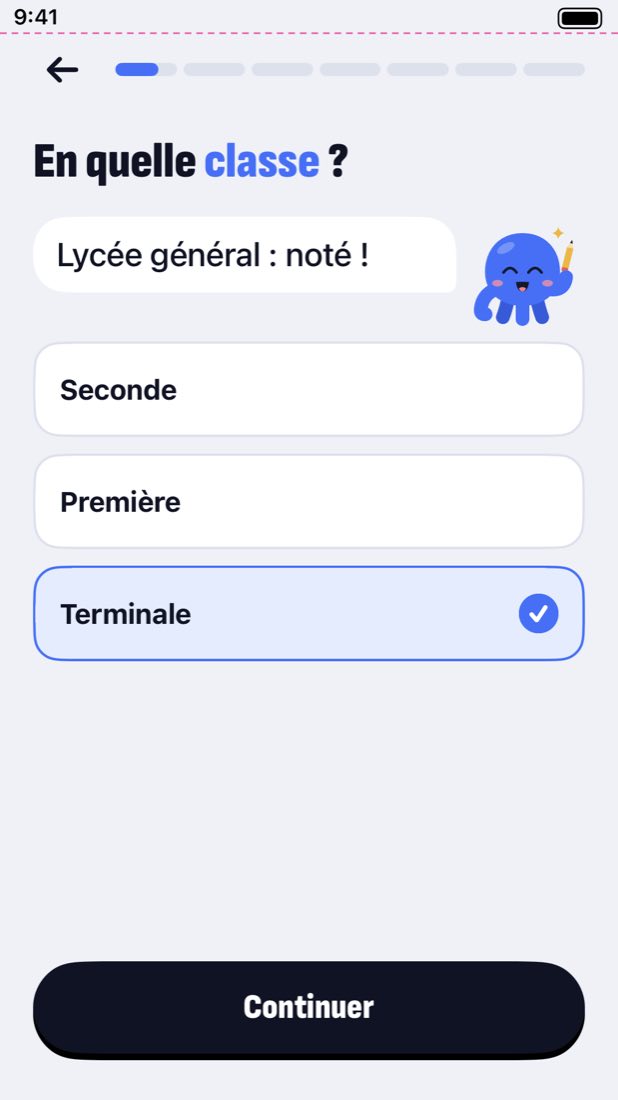 9:41
En quelle classe ?
Lycée général : noté !
Seconde
Première
Terminale
Continuer